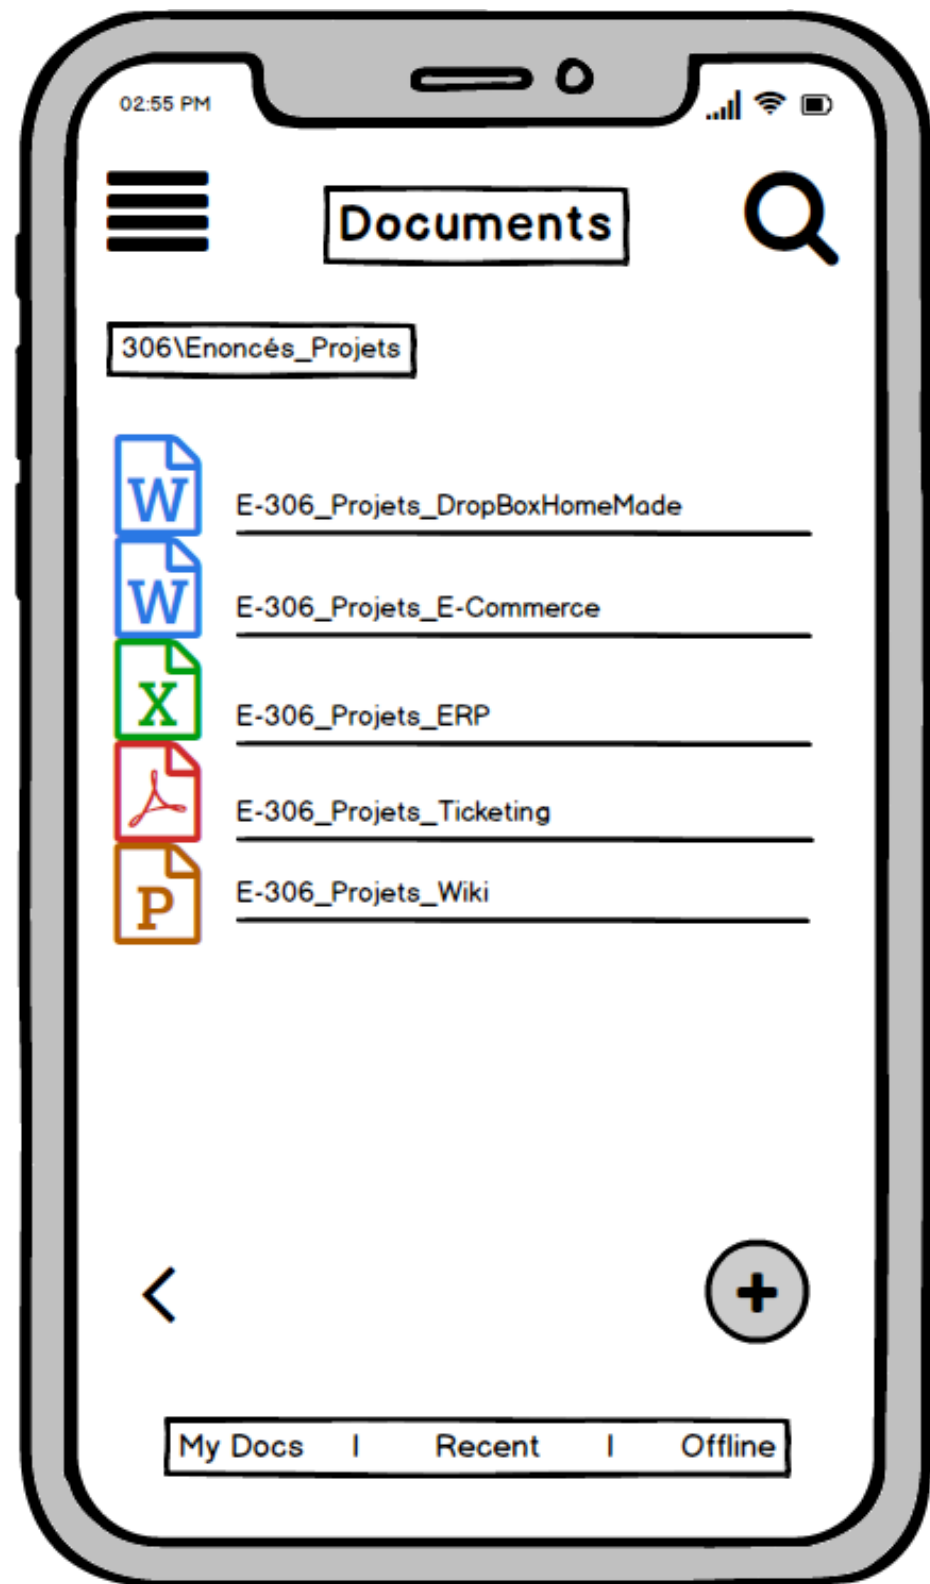 02:55 PM
Documents
306\Enoncés_Projets
W
E-306_Projets_DropBoxHomeMade
W
E-306_Projets_E-Commerce
X
E-306_Projets_ERP
E-306_Projets_Ticketing
P
E-306_Projets_Wiki
My Docs | Recent | Offline